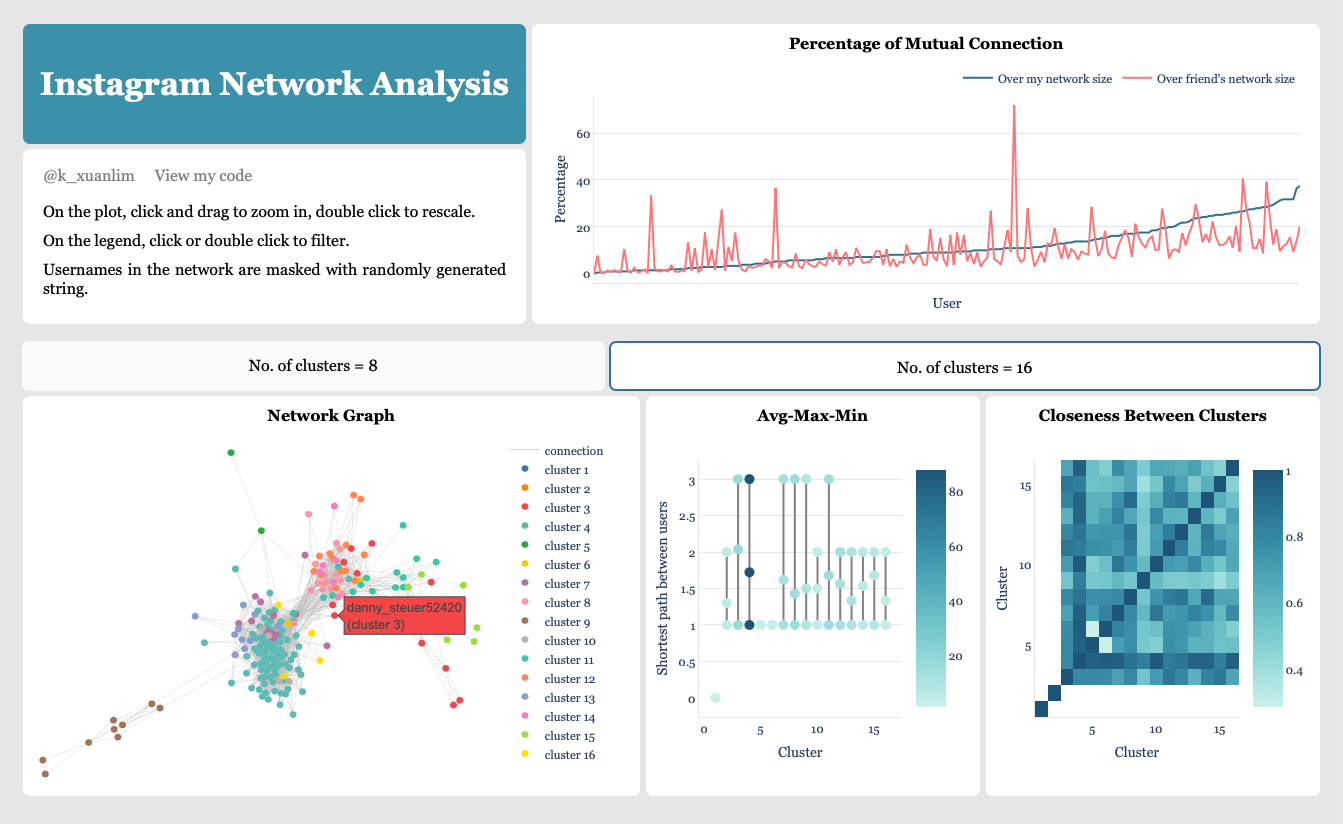 Instagram Network Analysis
@k_xuanlim View my code
On the plot, click and drag to zoom in, double click to rescale.
On the legend, click or double click to filter.
Usernames in the network are masked with randomly generated
string.
Percentage of Mutual Connection
Over my network size Over friend's network size
Percentage
60
40
20
0
User
No. of clusters = 8
No. of clusters = 16
Network Graph
connection
cluster 1
cluster 2
cluster 3
cluster 4
cluster 5
cluster 6
cluster 7
cluster 8
cluster 9
cluster 10
cluster 11
cluster 12
cluster 13
cluster 14
cluster 15
cluster 16
danny_steuer52420
(cluster 3)
Avg-Max-Min
Shortest path between users
3
2.5
2
1.5
1
0.5
0
0 5 10 15
Cluster
80
60
40
20
Closeness Between Clusters
Cluster
15
10
5
5 10 15
Cluster
1
0.8
0.6
0.4